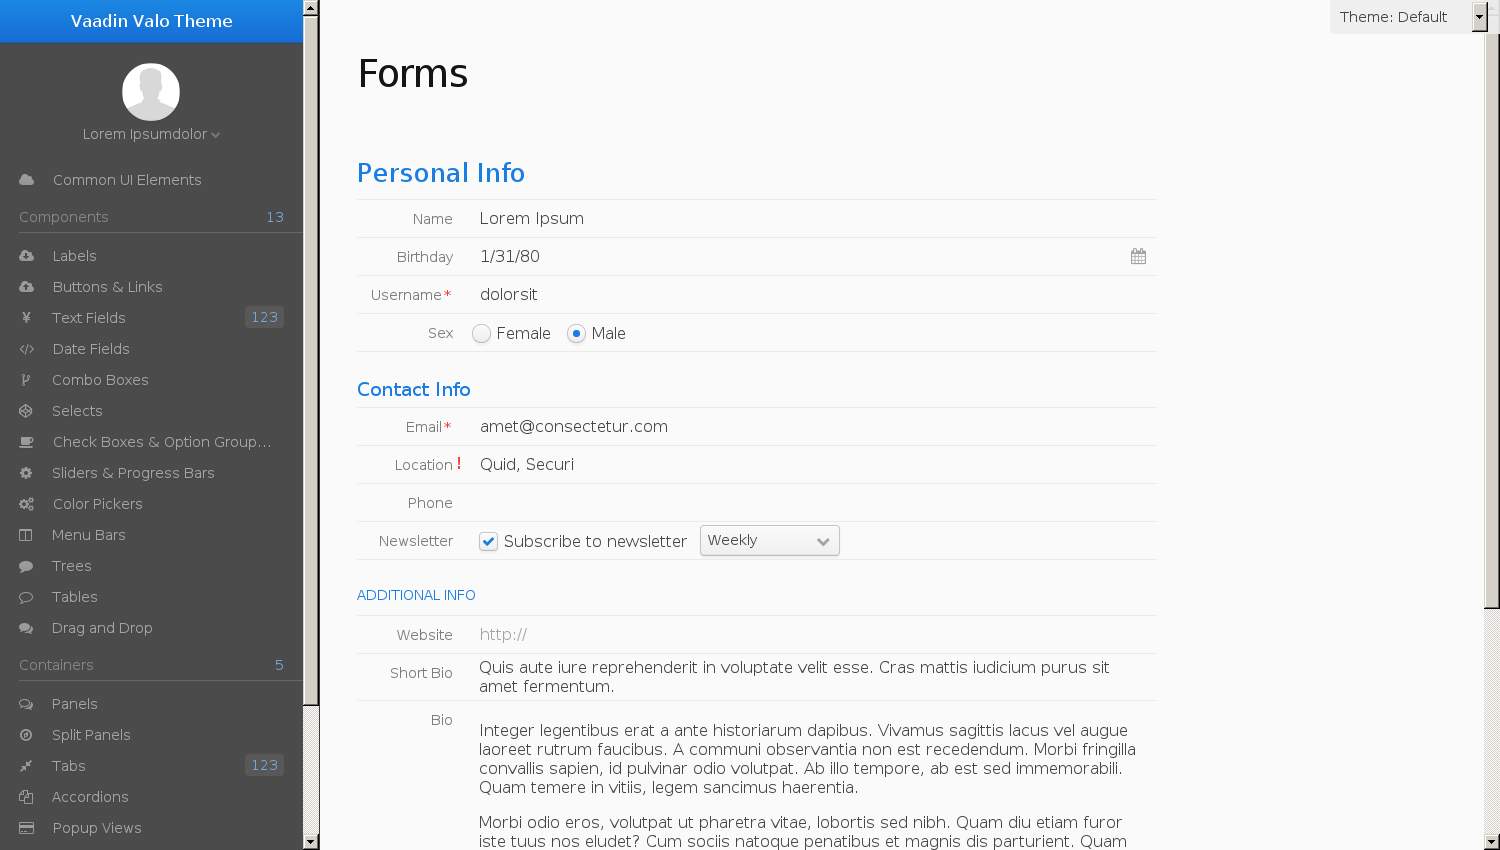 Vaadin Valo Theme
Lorem Ipsumdolor
Common UI Elements
Components 13
Labels
Buttons & Links
Text Fields 123
Date Fields
Combo Boxes
Selects
Check Boxes & Option Group...
Sliders & Progress Bars
Color Pickers
Menu Bars
Trees
Tables
Drag and Drop
Containers 5
Panels
Split Panels
Tabs 123
Accordions
Popup Views
Theme: Default
Forms
Personal Info
Name Lorem Ipsum
Birthday 1/31/80
Username* dolorsit
Sex Female Male
Contact Info
Email* amet@consectetur.com
Location ! Quid, Securi
Phone
Newsletter Subscribe to newsletter Weekly
ADDITIONAL INFO
Website http://
Short Bio Quis aute iure reprehenderit in voluptate velit esse. Cras mattis iudicium purus sit
amet fermentum.
Bio
Integer legentibus erat a ante historiarum dapibus. Vivamus sagittis lacus vel augue
laoreet rutrum faucibus. A communi observantia non est recedendum. Morbi fringilla
convallis sapien, id pulvinar odio volutpat. Ab illo tempore, ab est sed immemorabili.
Quam temere in vitiis, legem sancimus haerentia.
Morbi odio eros, volutpat ut pharetra vitae, lobortis sed nibh. Quam diu etiam furor
iste tuus nos eludet? Cum sociis natoque penatibus et magnis dis parturient. Quam